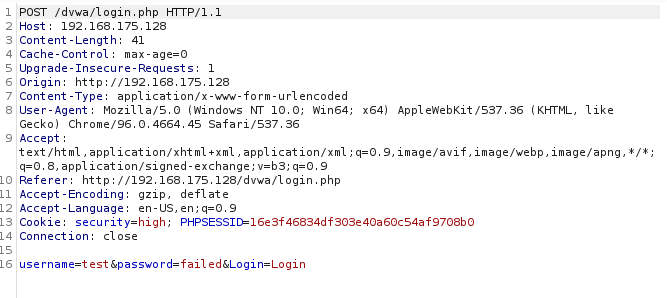 1 POST /dvwa/login.php HTTP/1.1
2 Host: 192.168.175.128
3 Content-Length: 41
4 Cache-Control: max-age=0
5 Upgrade-Insecure-Requests: 1
6 Origin: http://192.168.175.128
7 Content-Type: application/x-www-form-urlencoded
8 User-Agent: Mozilla/5.0 (Windows NT 10.0; Win64; x64) AppleWebKit/537.36 (KHTML, like
Gecko) Chrome/96.0.4664.45 Safari/537.36
9 Accept:
text/html,application/xhtml+xml,application/xml;q=0.9,image/avif,image/webp,image/apng,*/*;
q=0.8,application/signed-exchange;v=b3;q=0.9
10 Referer: http://192.168.175.128/dvwa/login.php
11 Accept-Encoding: gzip, deflate
12 Accept-Language: en-US,en;q=0.9
13 Cookie: security=high; PHPSESSID=16e3f46834df303e40a60c54af9708b0
14 Connection: close
15
16 username=test&password=failed&Login=Login